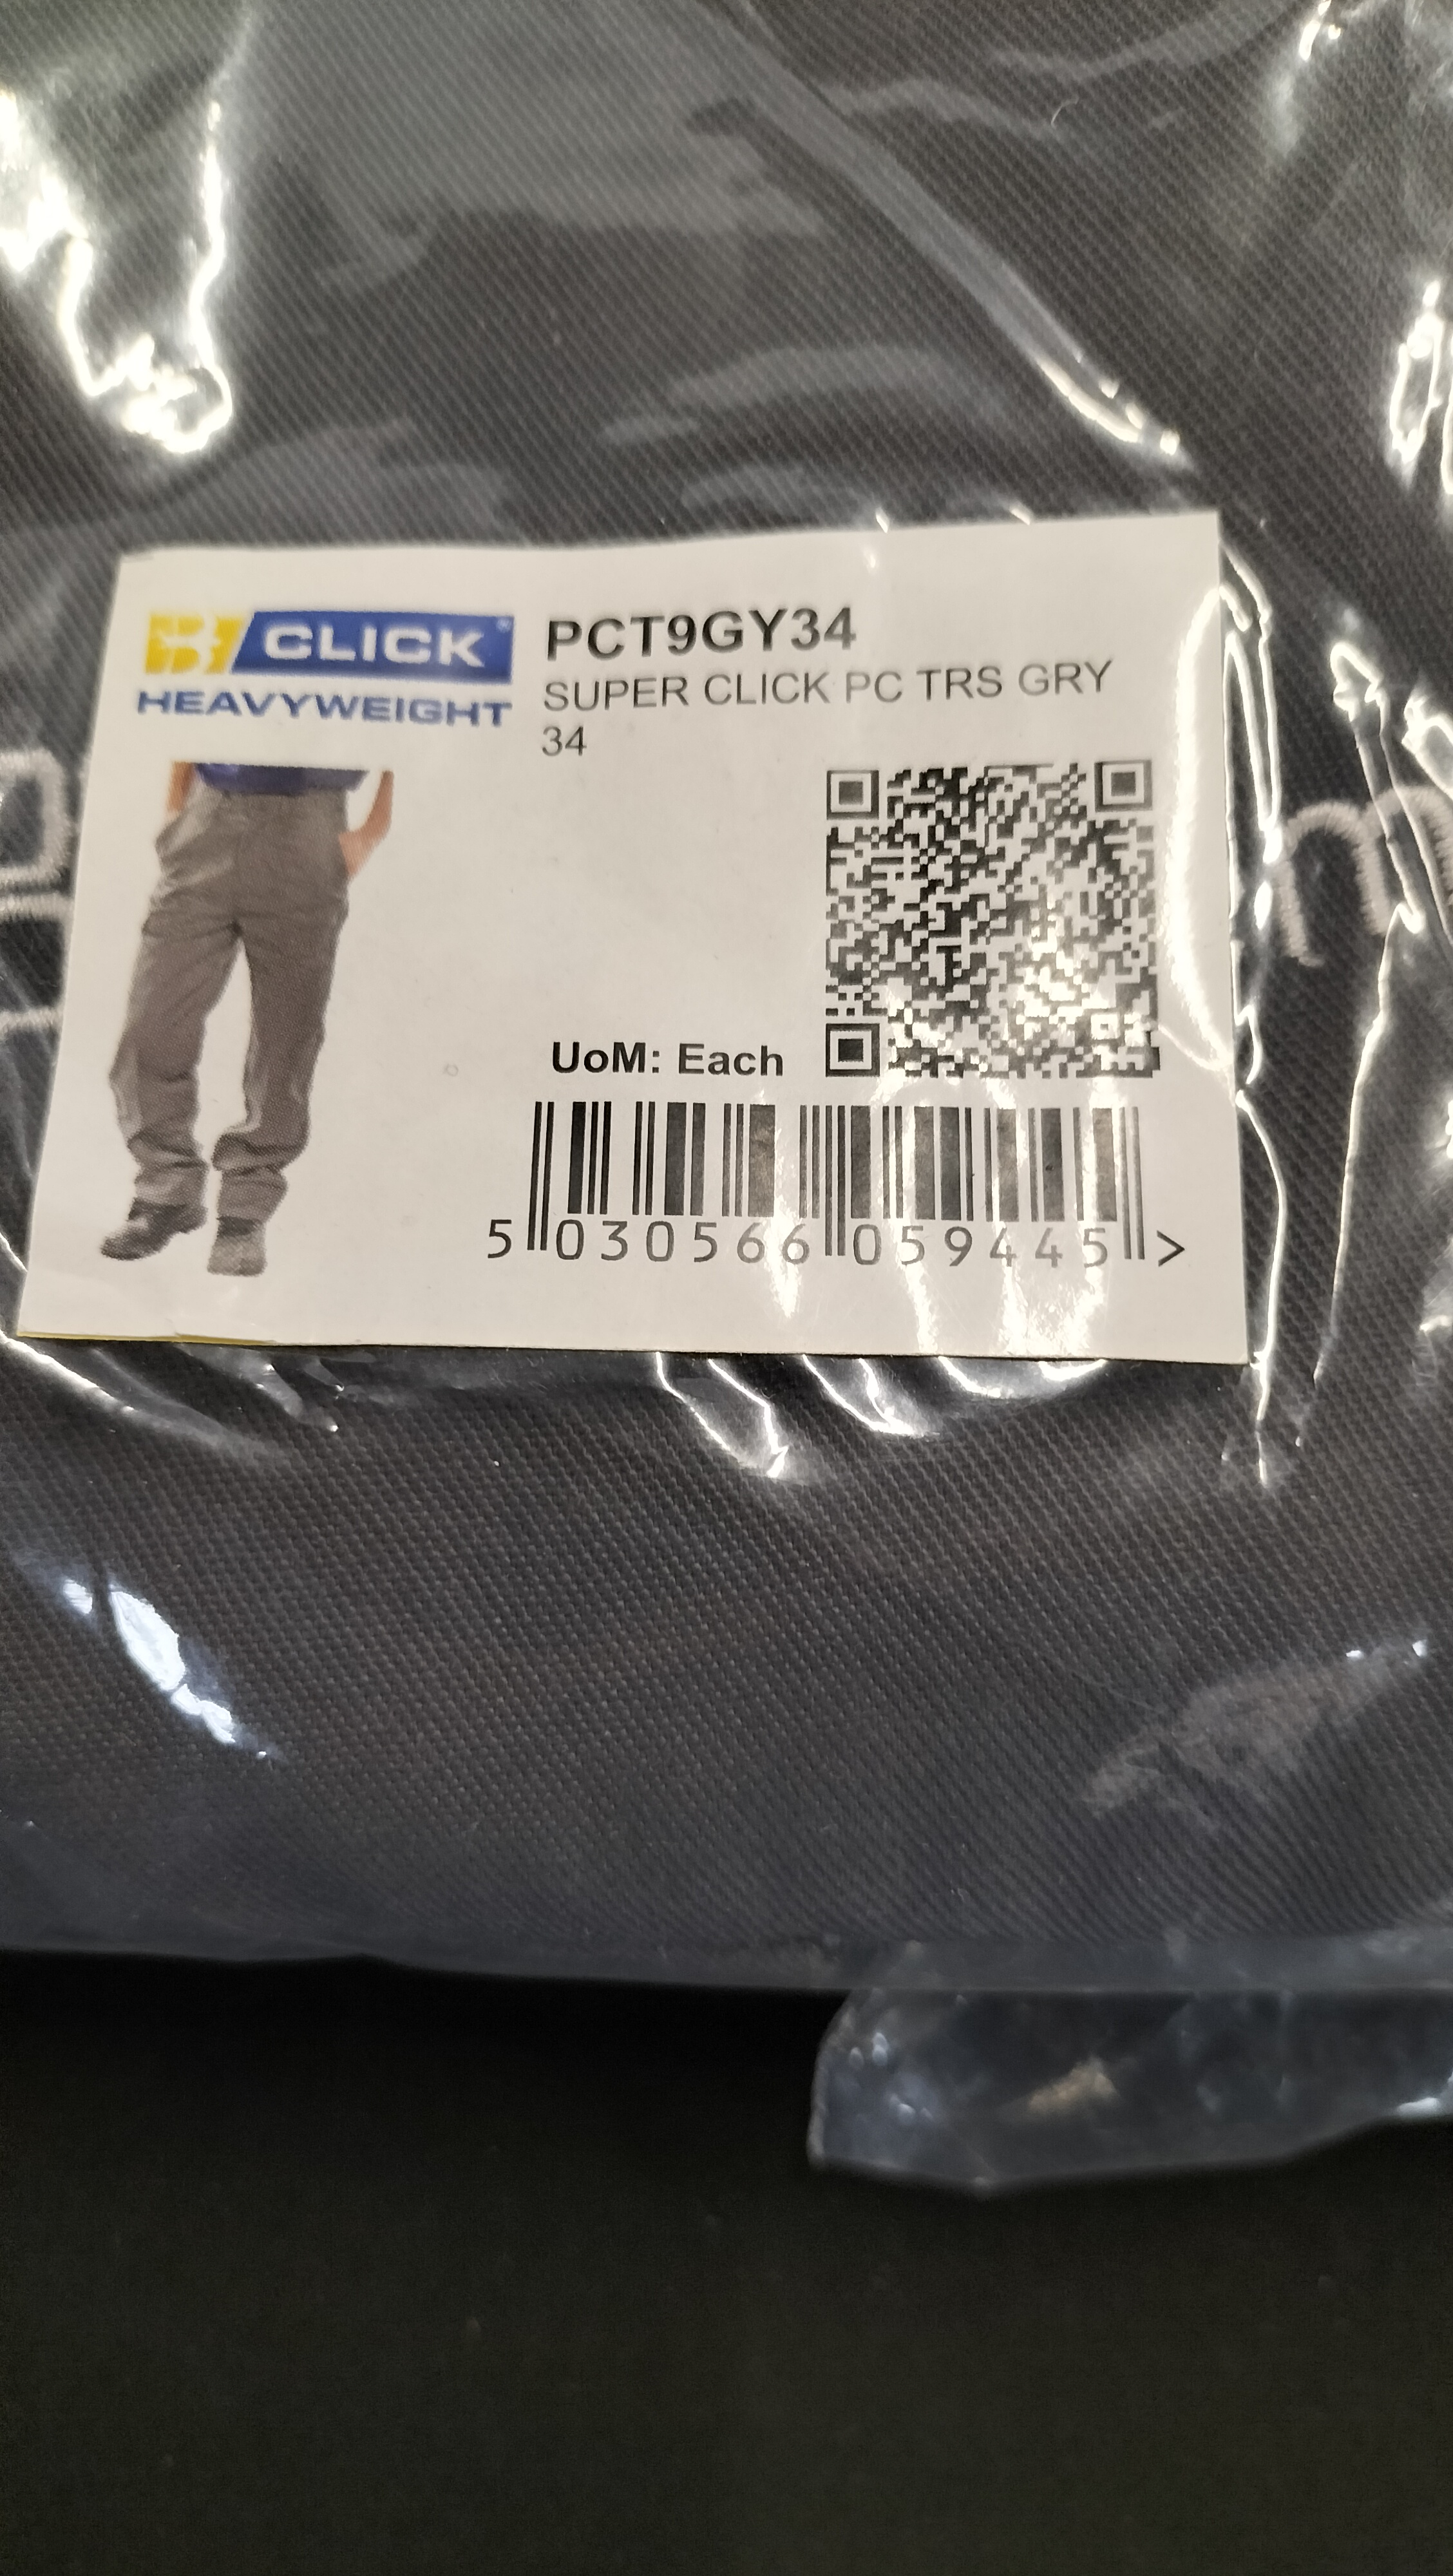 B CLICK®
HEAVYWEIGHT
PCT9GY34
SUPER CLICK PC TRS GRY
34
UoM: Each
5 030566 059445 >